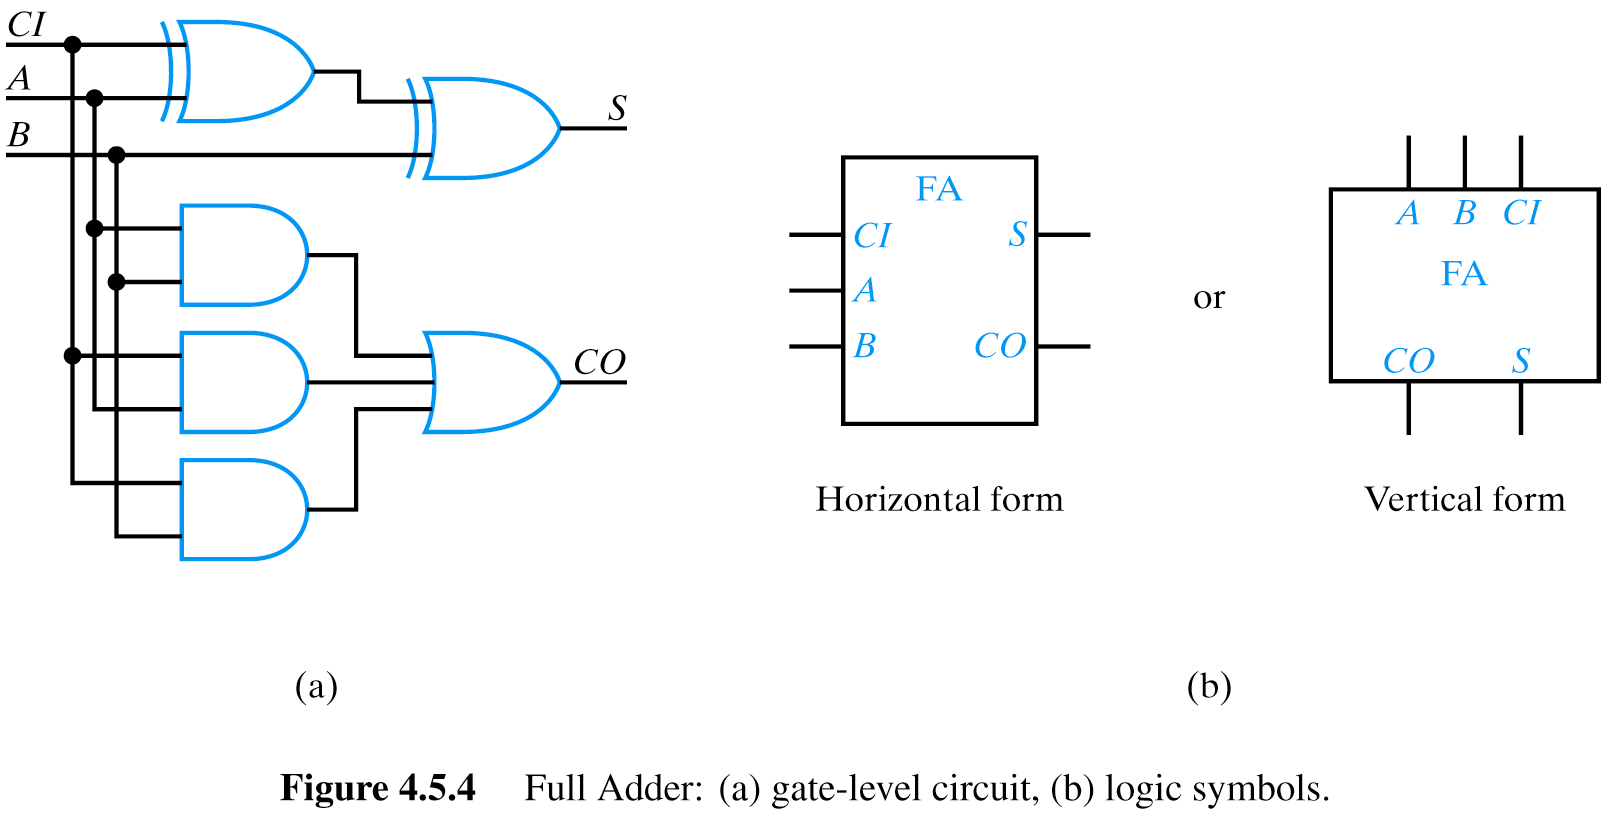 CI
A
B
S
CO
FA
CI S
A
B CO
Horizontal form
or
A B CI
FA
CO S
Vertical form
(a)
(b)
Figure 4.5.4 Full Adder: (a) gate-level circuit, (b) logic symbols.